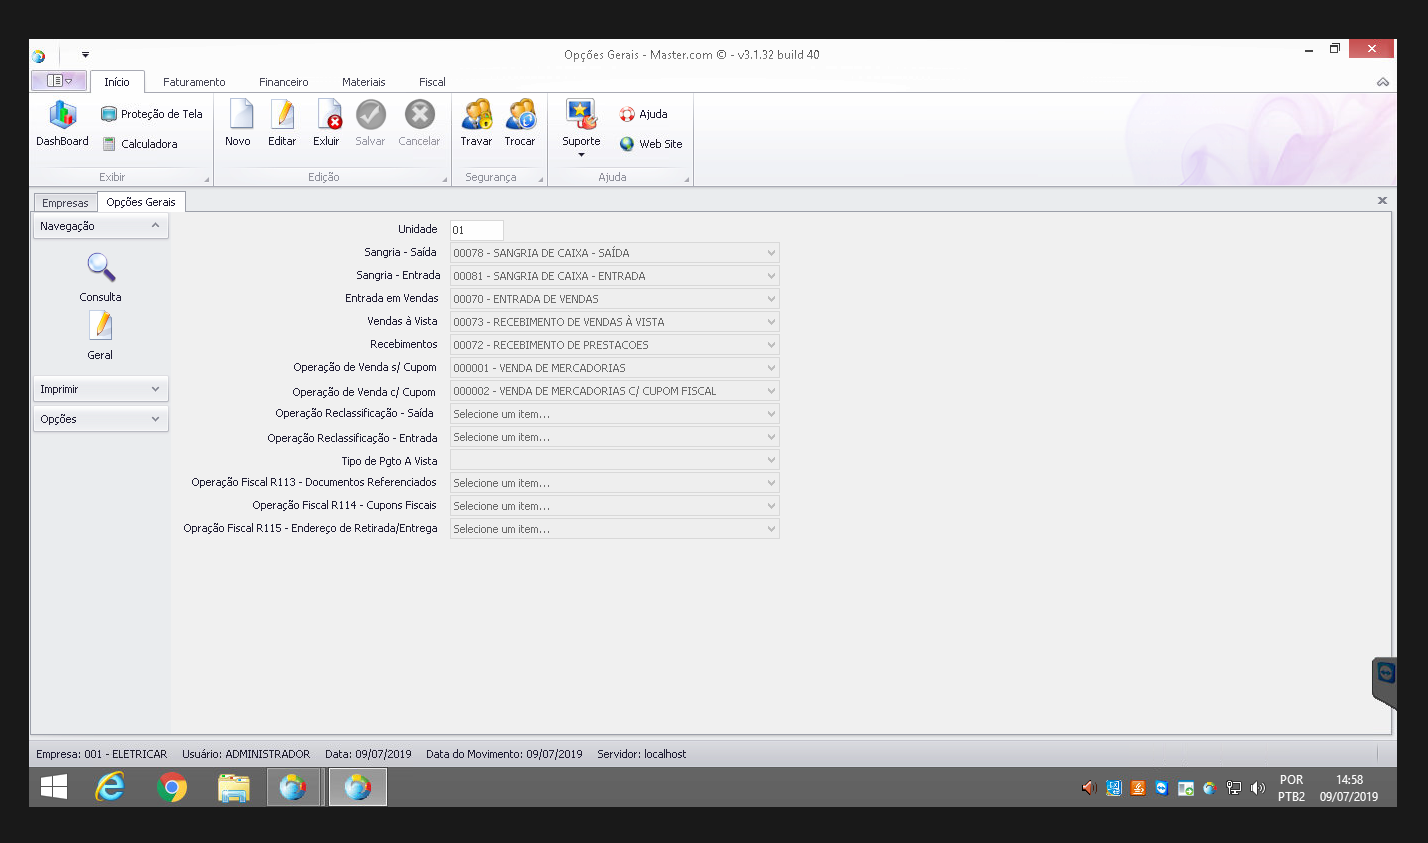 Opções Gerais - Master.com © - v3.1.32 build 40
Início Faturamento Financeiro Materiais Fiscal
DashBoard
Proteção de Tela
Calculadora
Exibir
Novo Editar Exluir Salvar Cancelar
Edição
Travar Trocar
Segurança
Suporte
Ajuda
Web Site
Ajuda
Empresas Opções Gerais
Navegação
Consulta
Geral
Imprimir
Opções
Unidade 01
Sangria - Saída 00078 - SANGRIA DE CAIXA - SAÍDA
Sangria - Entrada 00081 - SANGRIA DE CAIXA - ENTRADA
Entrada em Vendas 00070 - ENTRADA DE VENDAS
Vendas à Vista 00073 - RECEBIMENTO DE VENDAS À VISTA
Recebimentos 00072 - RECEBIMENTO DE PRESTACOES
Operação de Venda s/ Cupom 000001 - VENDA DE MERCADORIAS
Operação de Venda c/ Cupom 000002 - VENDA DE MERCADORIAS C/ CUPOM FISCAL
Operação Reclassificação - Saída Selecione um item...
Operação Reclassificação - Entrada Selecione um item...
Tipo de Pgto A Vista
Operação Fiscal R113 - Documentos Referenciados Selecione um item...
Operação Fiscal R114 - Cupons Fiscais Selecione um item...
Opração Fiscal R115 - Endereço de Retirada/Entrega Selecione um item...
Empresa: 001 - ELETRICAR Usuário: ADMINISTRADOR Data: 09/07/2019 Data do Movimento: 09/07/2019 Servidor: localhost
POR 14:58
PTB2 09/07/2019